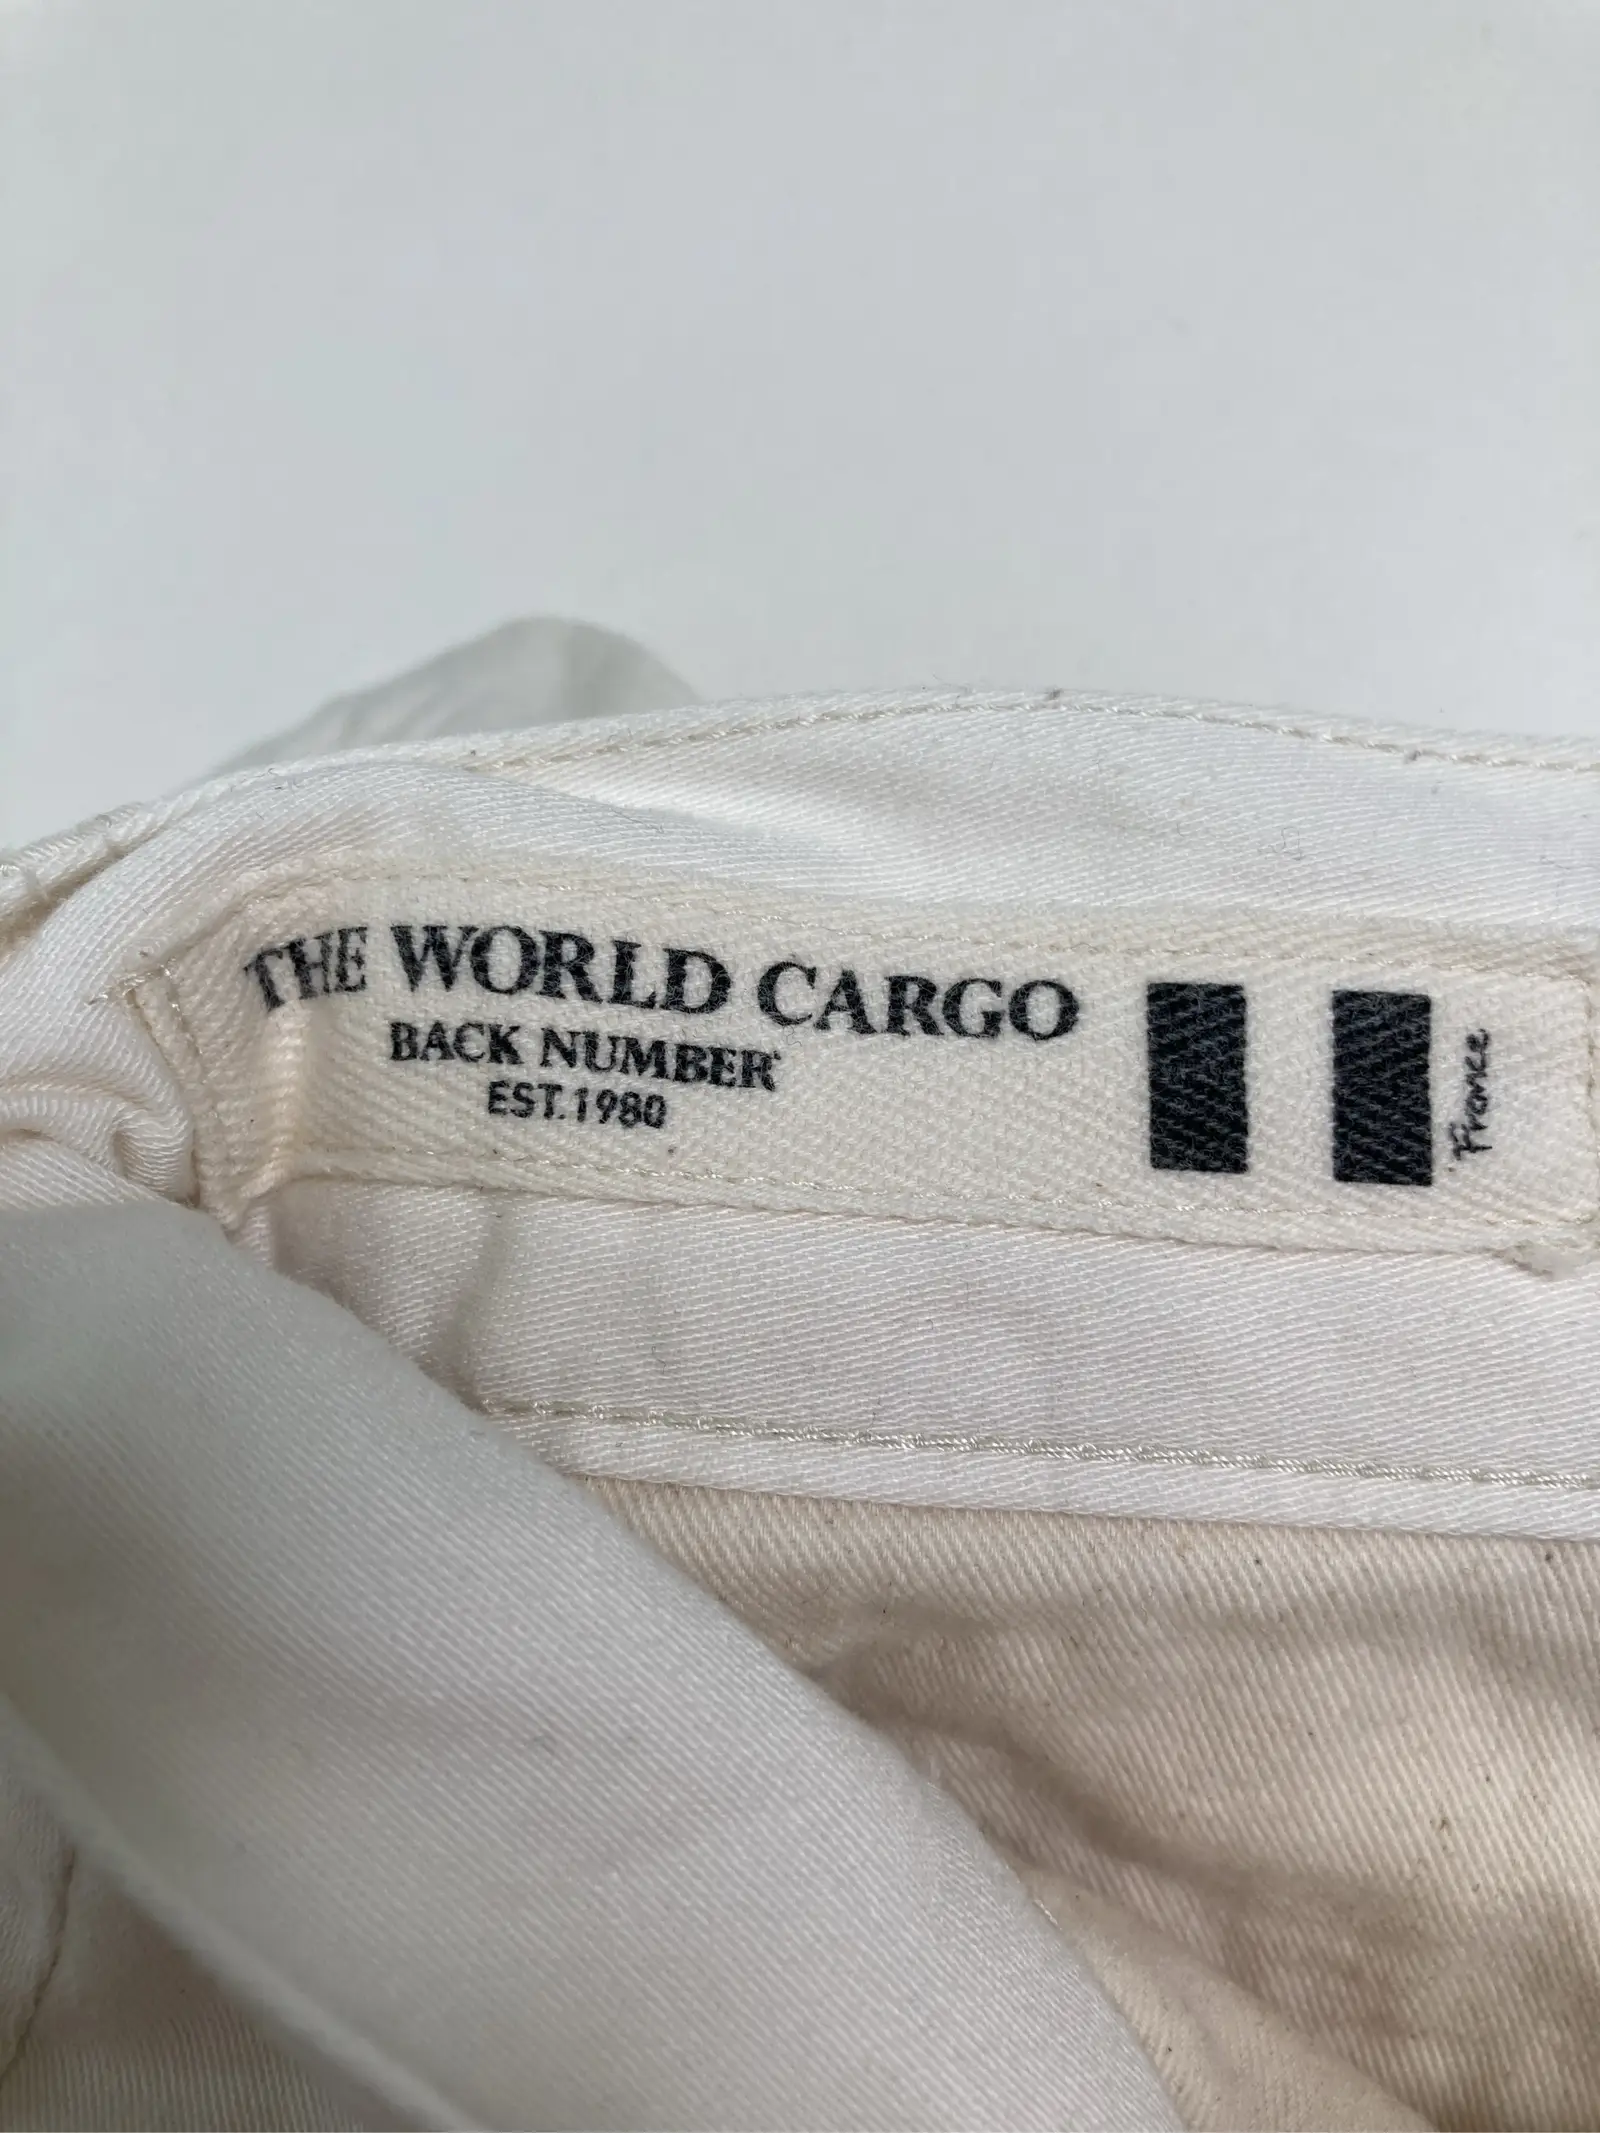 THE WORLD CARGO
BACK NUMBER
EST.1980
France